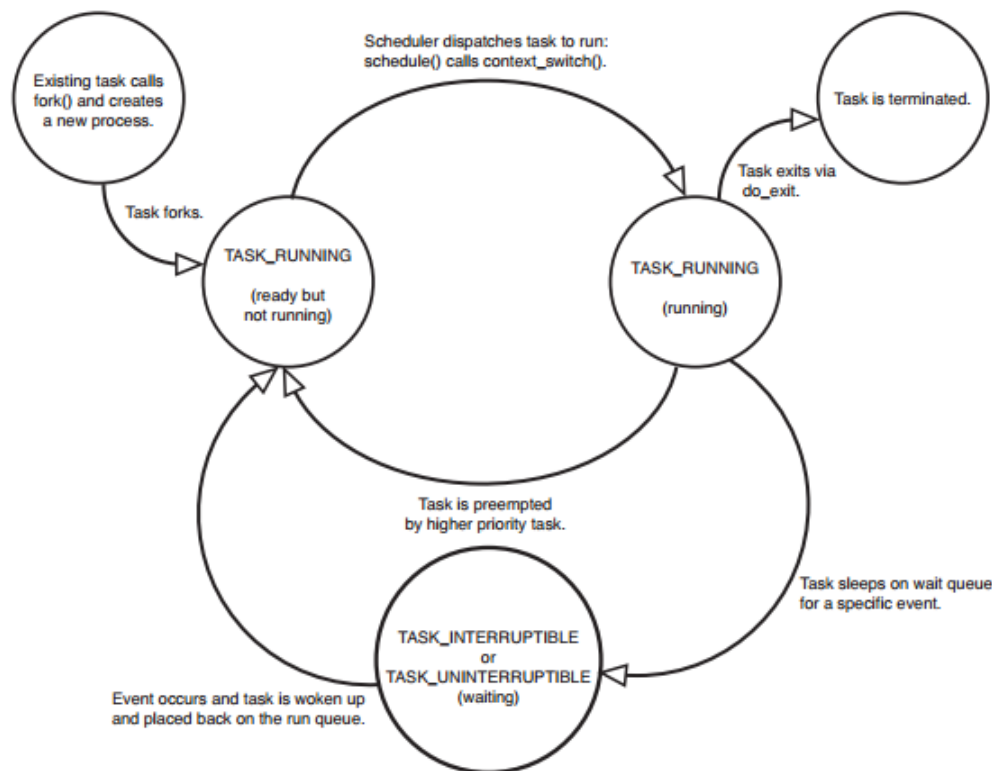 Scheduler dispatches task to run:
schedule() calls context_switch().
Existing task calls
fork() and creates
a new process.
Task is terminated.
Task exits via
do_exit.
Task forks.
TASK_RUNNING
(ready but
not running)
TASK_RUNNING
(running)
Task is preempted
by higher priority task.
Task sleeps on wait queue
for a specific event.
TASK_INTERRUPTIBLE
or
TASK_UNINTERRUPTIBLE
(waiting)
Event occurs and task is woken up
and placed back on the run queue.